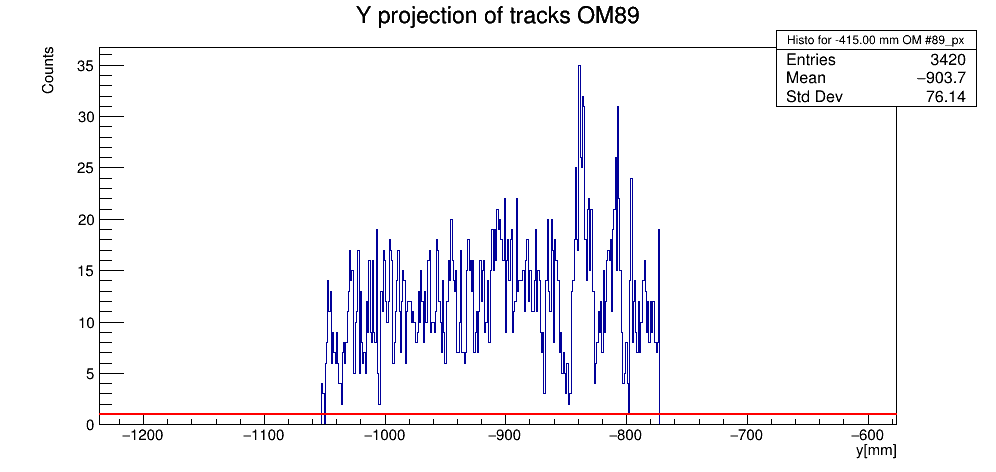 Y projection of tracks OM89
Histo for -415.00 mm OM #89_px
Entries 3420
Mean −903.7
Std Dev 76.14
Counts
35
30
25
20
15
10
5
0
−1200 −1100 −1000 −900 −800 −700 −600
y[mm]